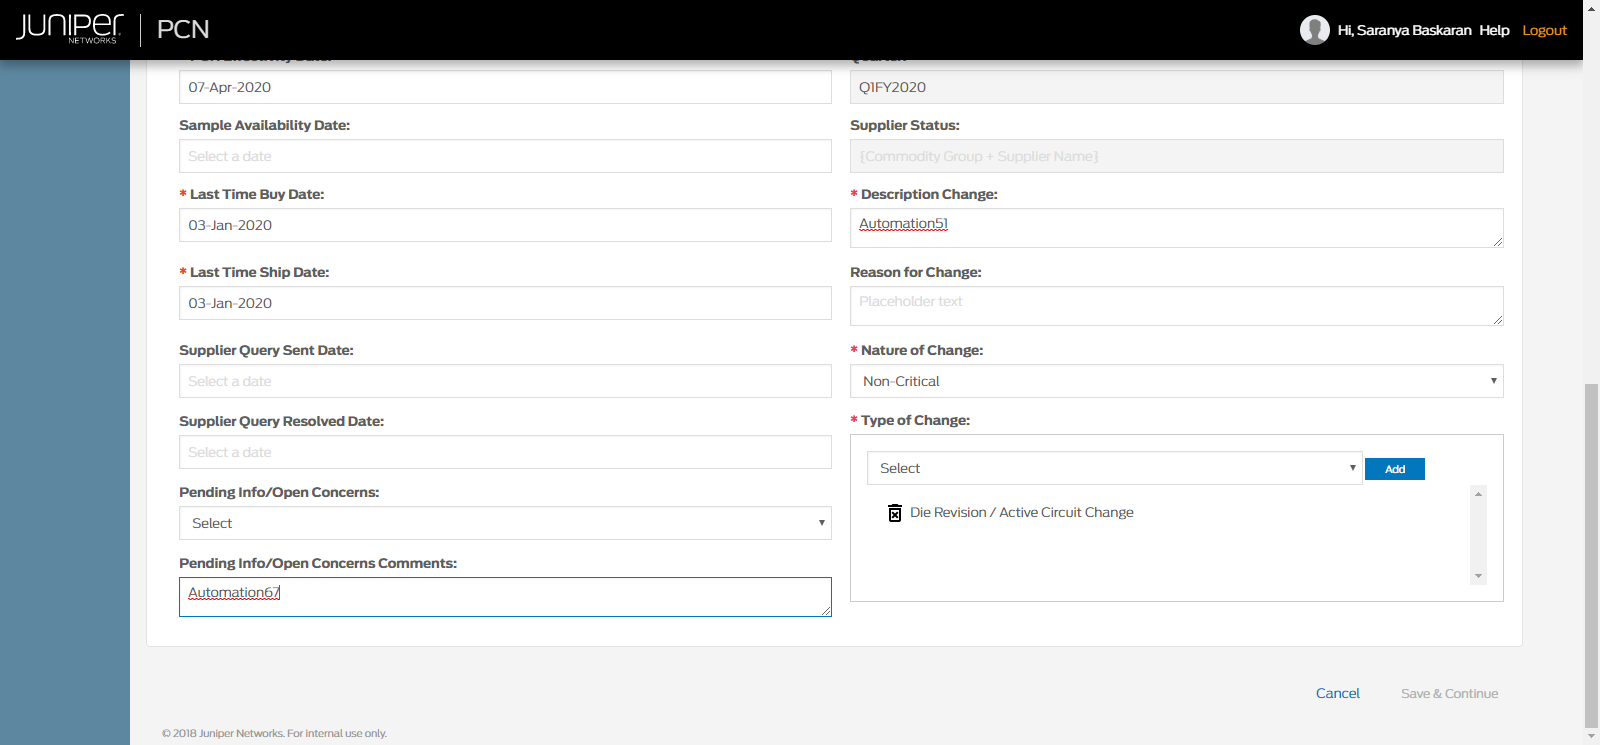 JUNIPER
NETWORKS
PCN
Hi, Saranya Baskaran Help Logout
07-Apr-2020
Q1FY2020
Sample Availability Date:
Supplier Status:
Select a date
{Commodity Group + Supplier Name}
* Last Time Buy Date:
* Description Change:
03-Jan-2020
Automation51
* Last Time Ship Date:
Reason for Change:
03-Jan-2020
Placeholder text
Supplier Query Sent Date:
* Nature of Change:
Select a date
Non-Critical
Supplier Query Resolved Date:
* Type of Change:
Select a date
Select
Add
Pending Info/Open Concerns:
Die Revision / Active Circuit Change
Select
Pending Info/Open Concerns Comments:
Automation67
Cancel
Save & Continue
© 2018 Juniper Networks. For internal use only.